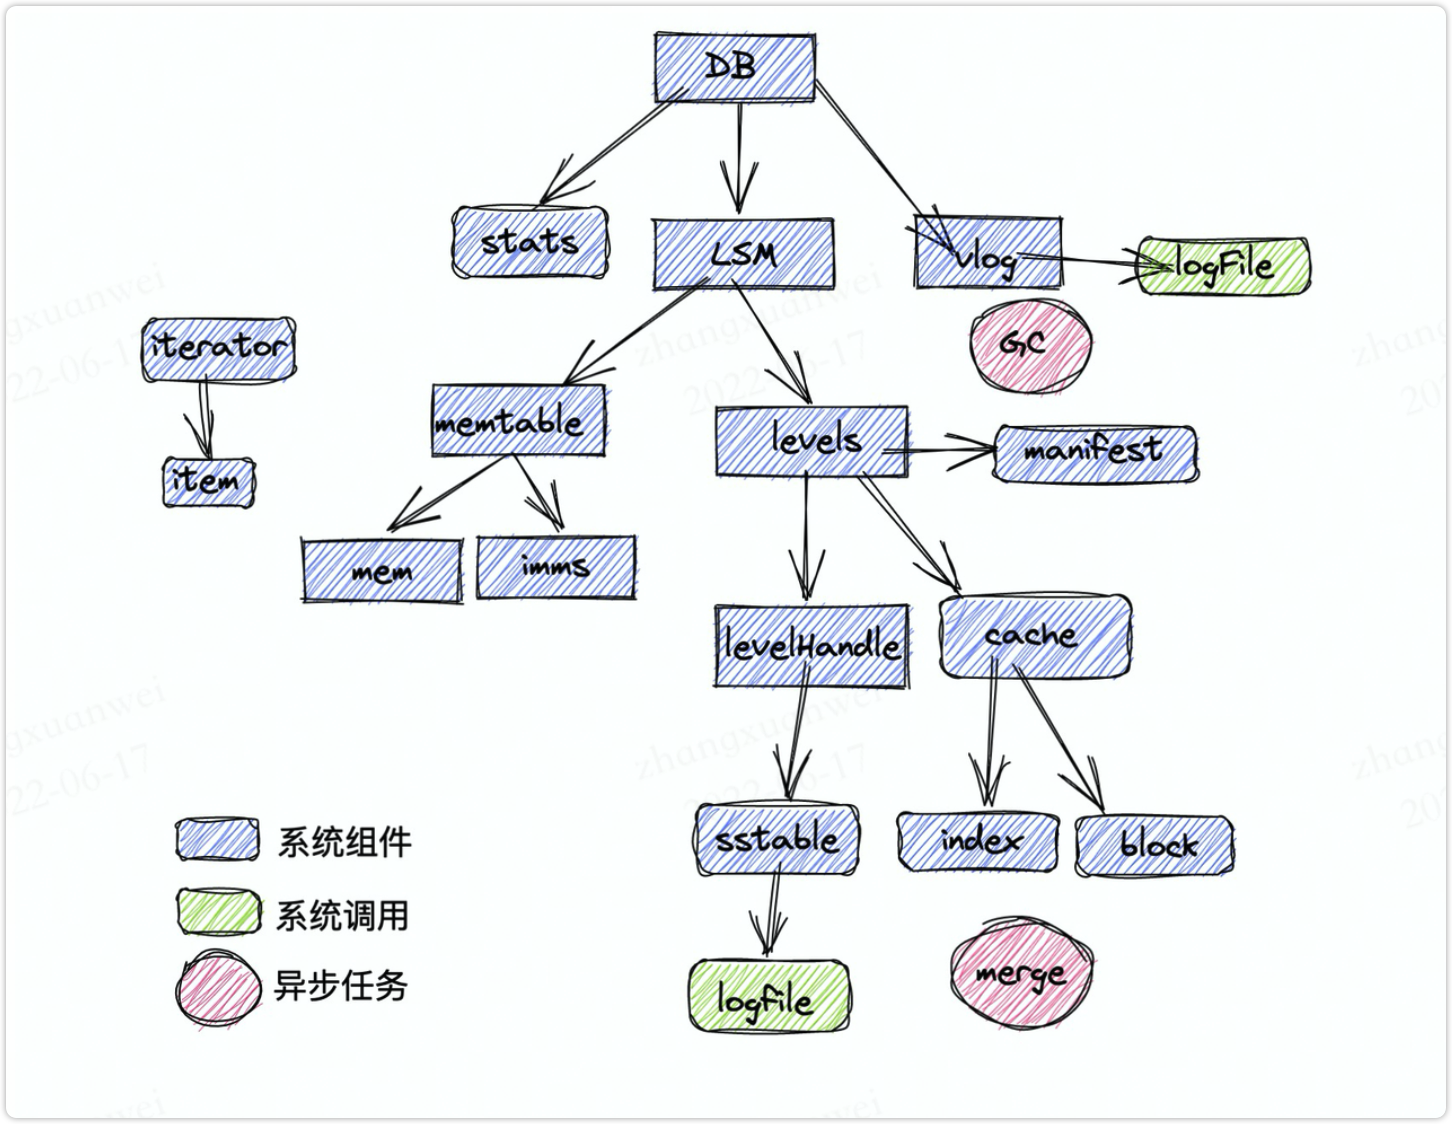 DB
stats
LSM
vlog
logFile
iterator
GC
memtable
levels
manifest
item
mem
imms
levelHandle
cache
sstable
index
block
系统组件
系统调用
异步任务
logfile
merge
zhangxuanwei
2022-06-17